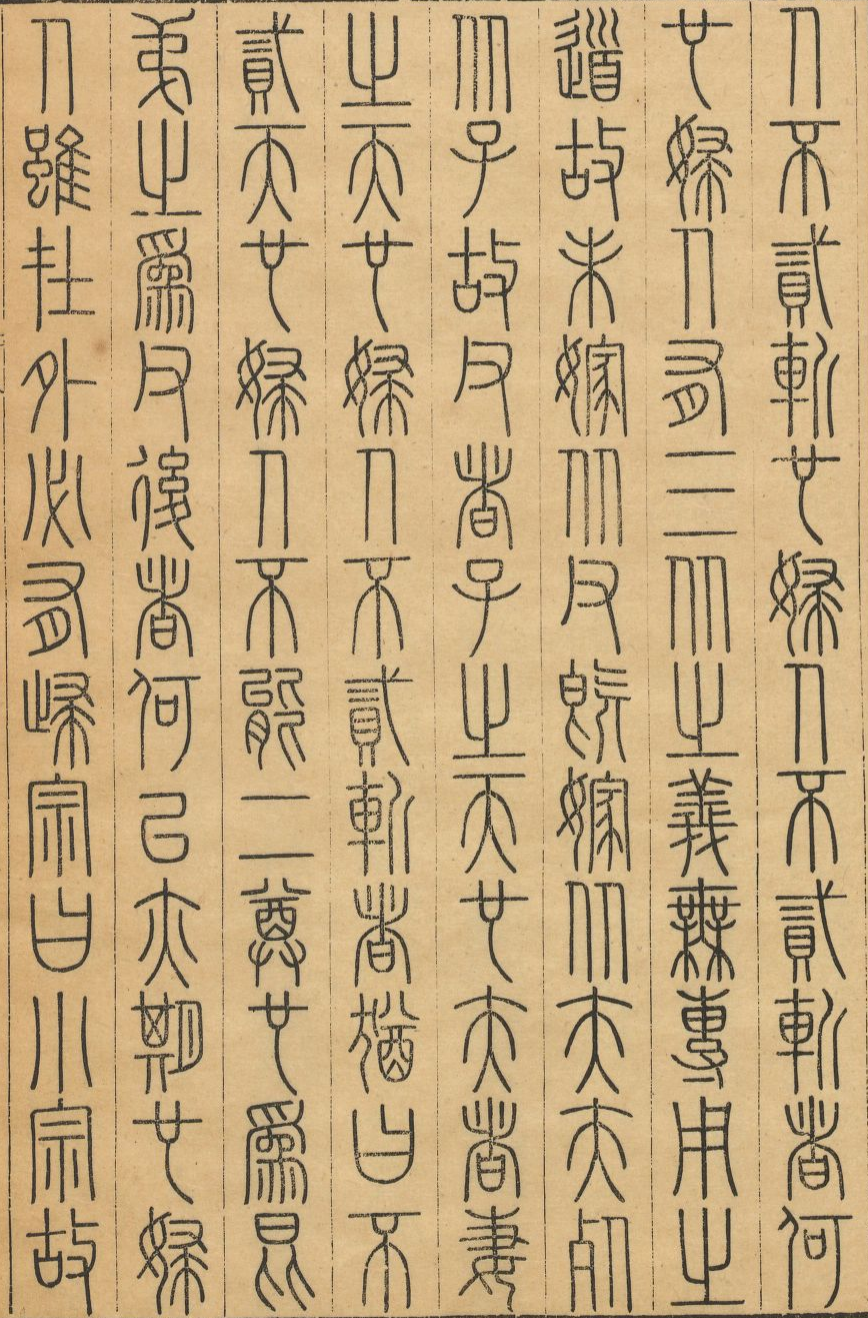 人不貳斬也婦人不貳斬者何
也婦人有三從之義無專用之
道故未嫁從父既嫁從夫夫死
從子故父者子之天也夫者妻
之天也婦人不貳斬者猶曰不
貳天也婦人不能二尊也爲昆
弟之爲父後者何以亦期也婦
人雖在外必有歸宗曰小宗故